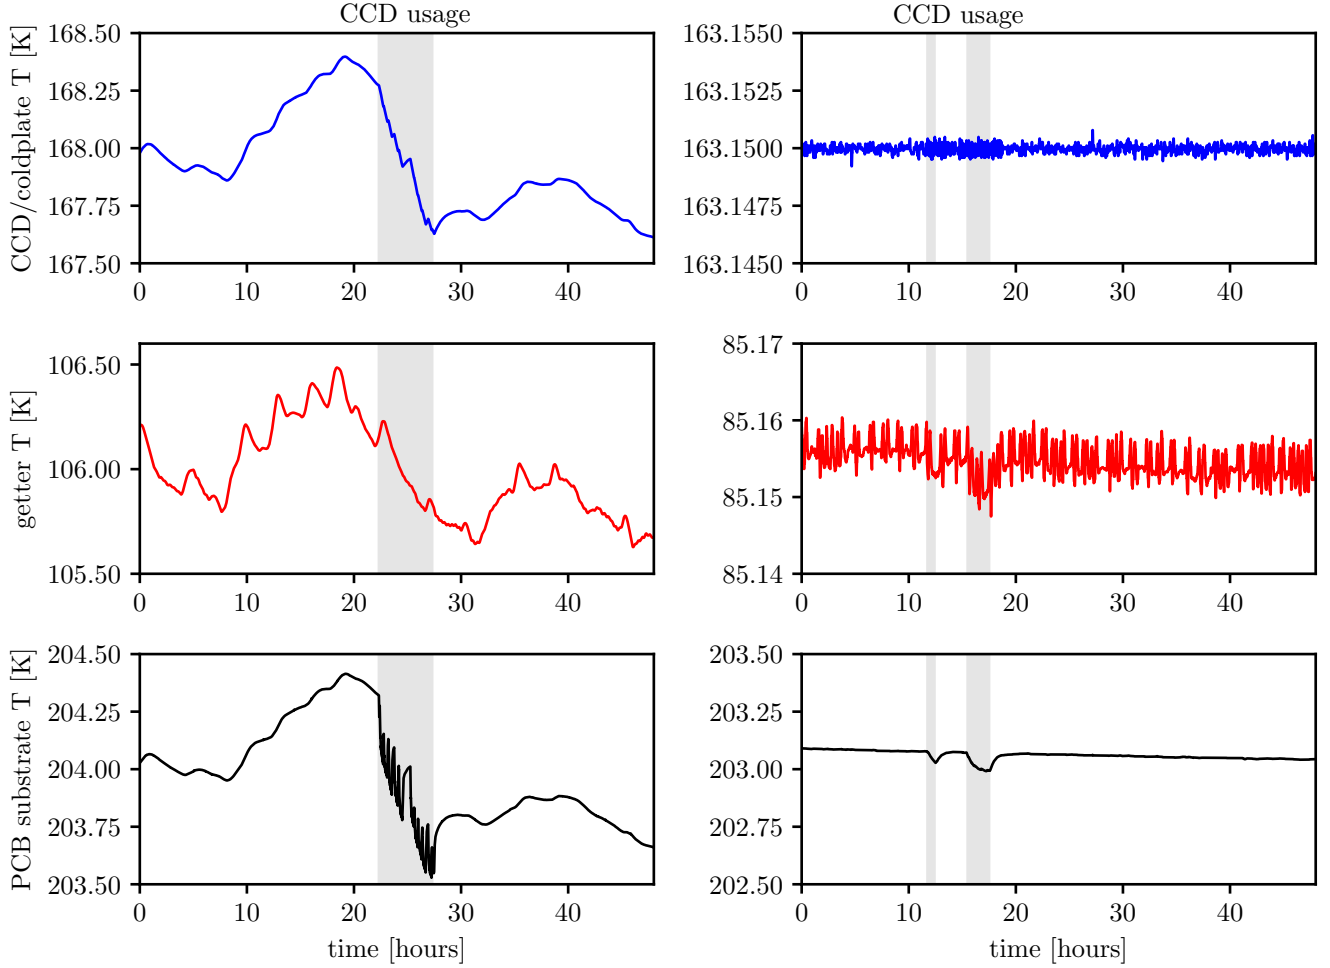 CCD usage
CCD usage
CCD/coldplate T [K]
168.50
168.25
168.00
167.75
167.50
0 10 20 30 40
163.1550
163.1525
163.1500
163.1475
163.1450
0 10 20 30 40
getter T [K]
106.50
106.00
105.50
0 10 20 30 40
85.17
85.16
85.15
85.14
0 10 20 30 40
PCB substrate T [K]
204.50
204.25
204.00
203.75
203.50
0 10 20 30 40
time [hours]
203.50
203.25
203.00
202.75
202.50
0 10 20 30 40
time [hours]